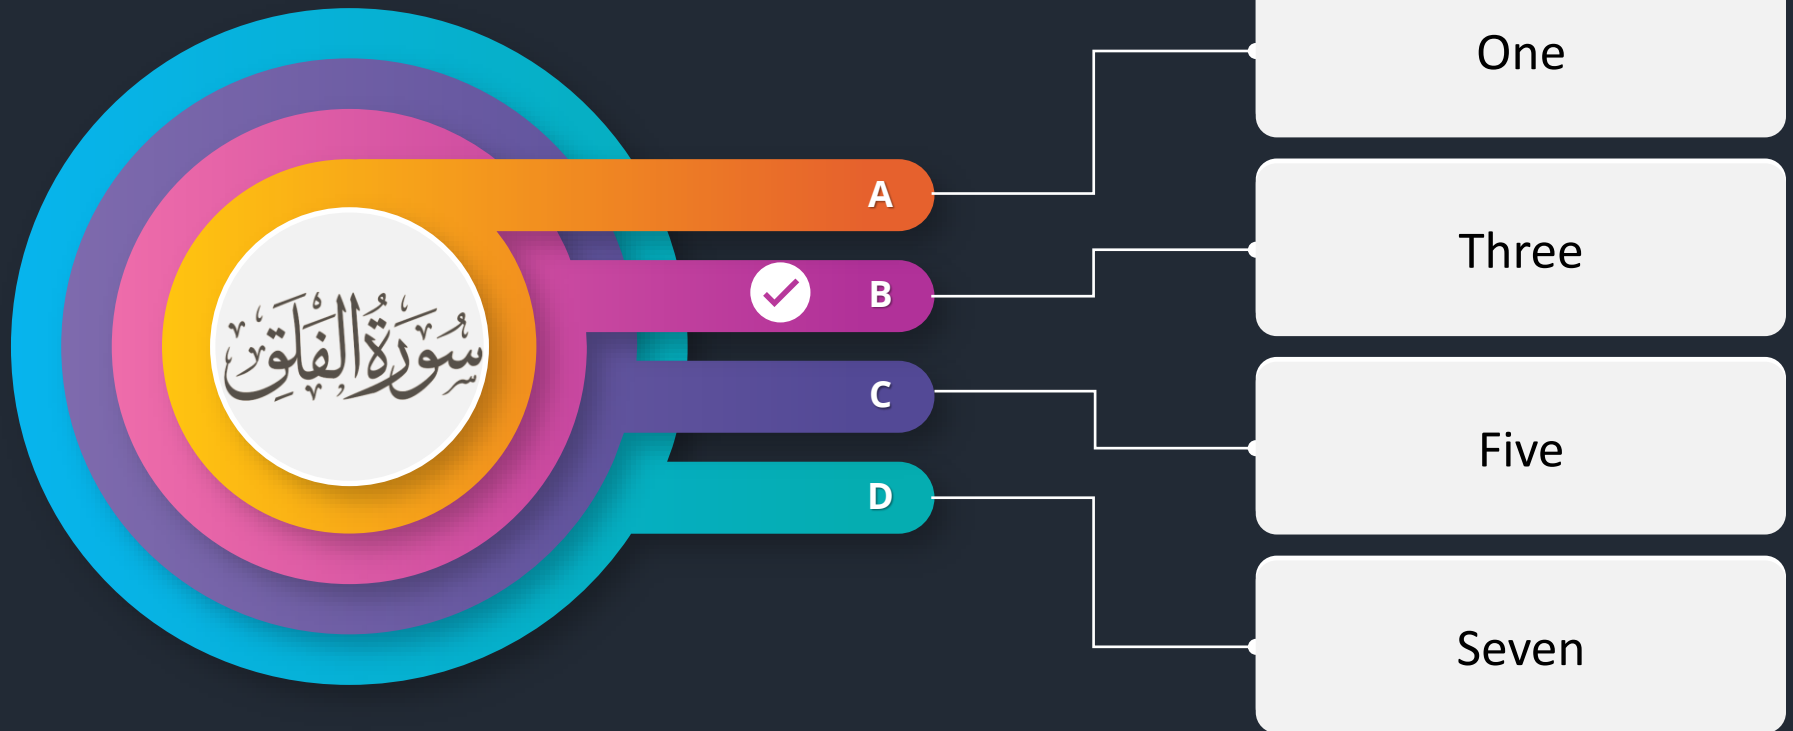 سُورَةُ الفَلَقِ
A
B
C
D
One
Three
Five
Seven